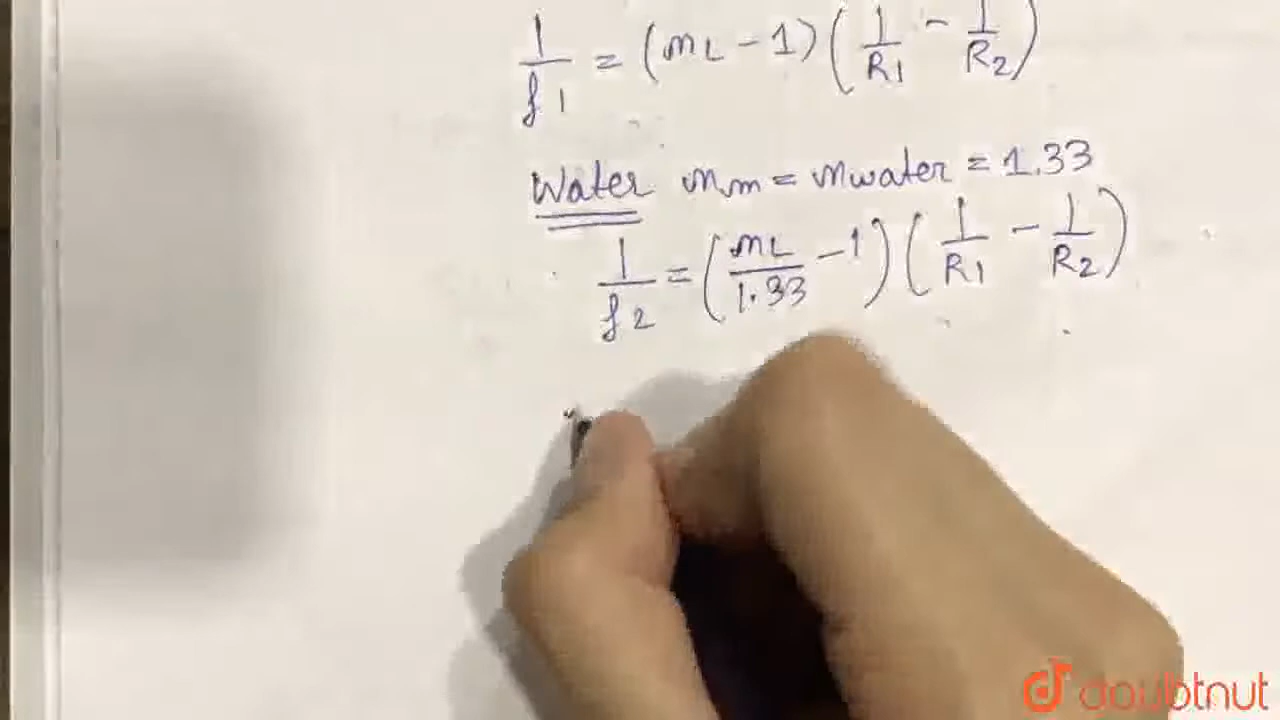 1/f1 = (nL - 1)(1/R1 - 1/R2)
Water nm = nwater = 1.33
1/f2 = (nL/1.33 - 1)(1/R1 - 1/R2)
doubtnut